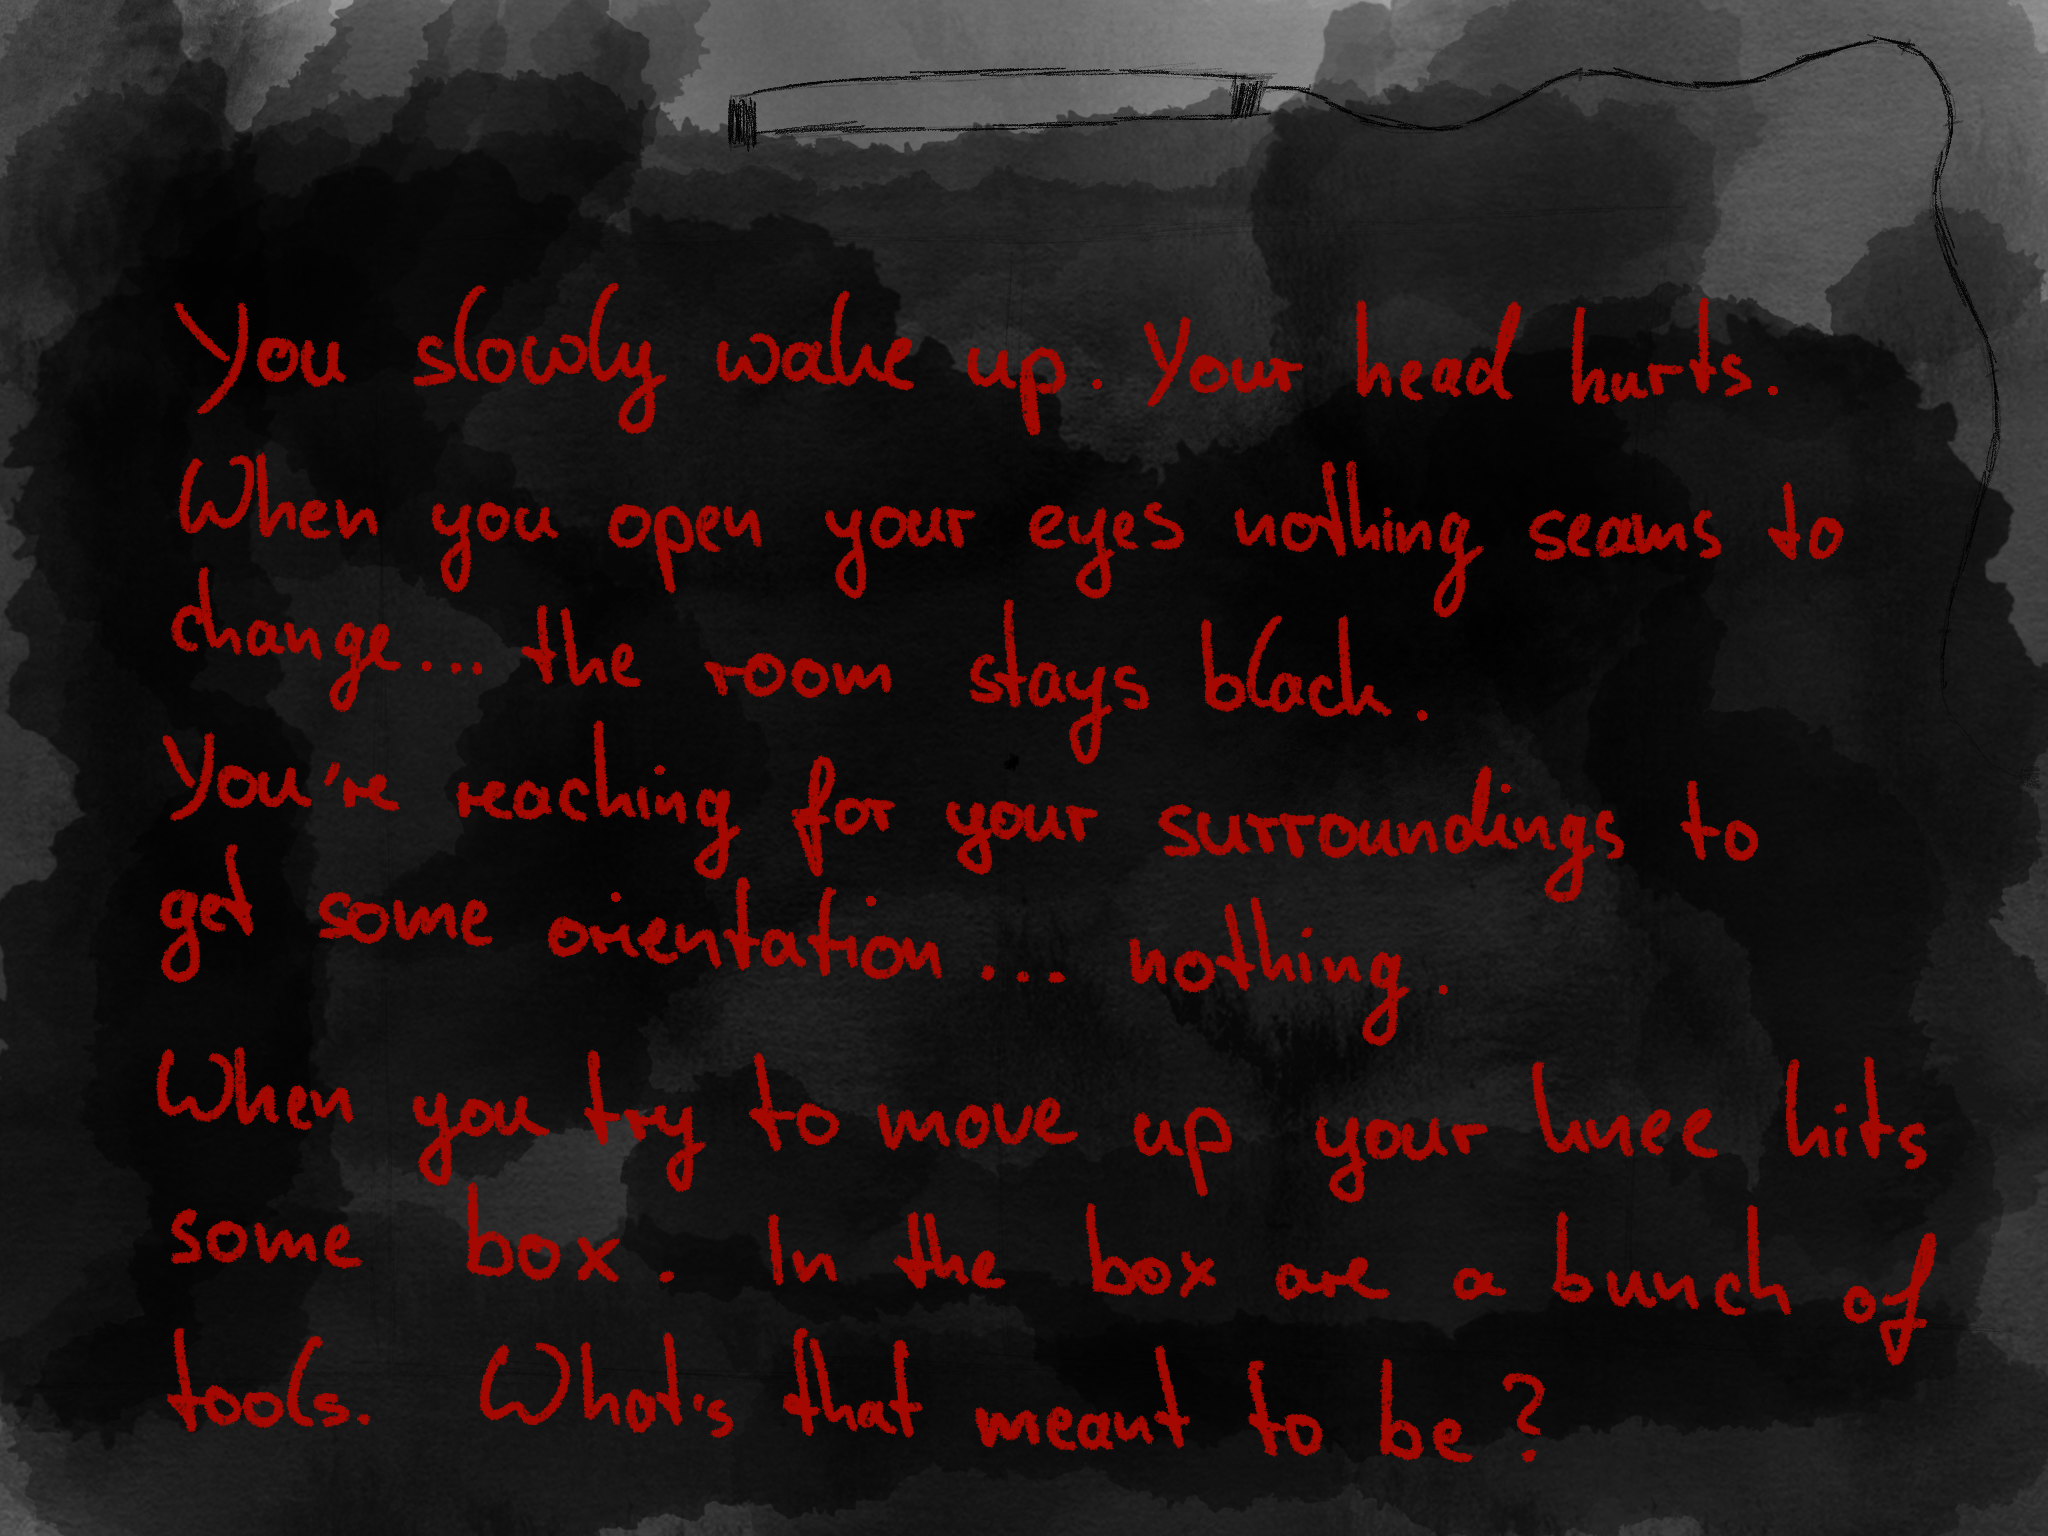 You slowly wake up. Your head hurts.
When you open your eyes nothing seams to
change... the room stays black.
You're reaching for your surroundings to
get some orientation... nothing.
When you try to move up your knee hits
some box. In the box are a bunch of
tools. What's that meant to be?